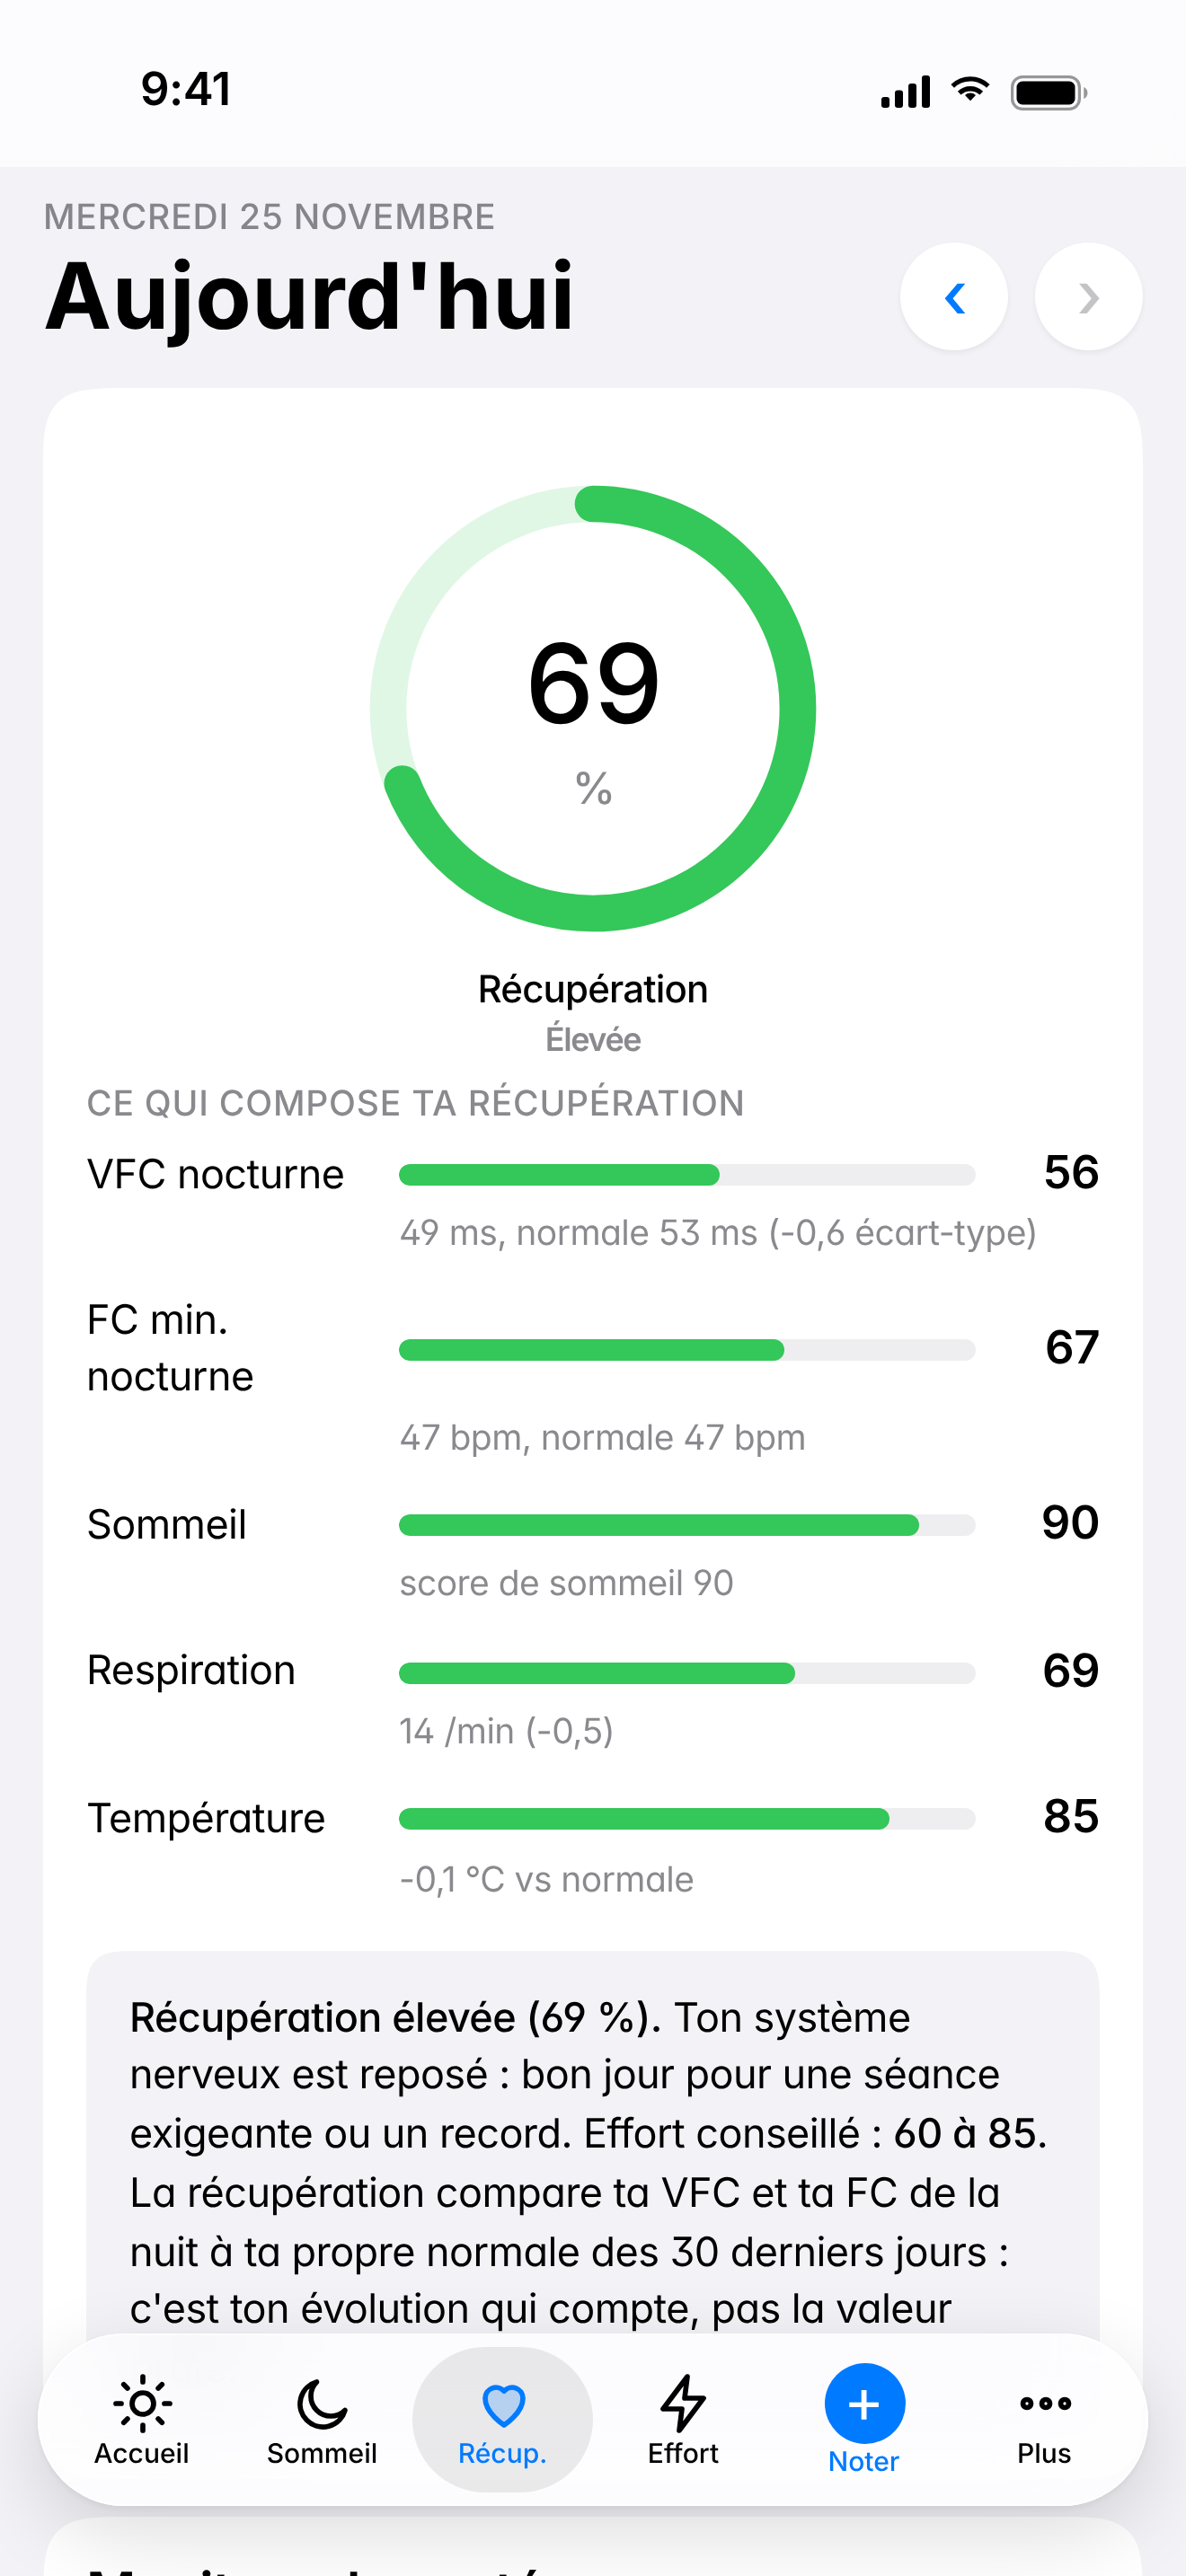 9:41
MERCREDI 25 NOVEMBRE
Aujourd'hui
69
%
Récupération
Élevée
CE QUI COMPOSE TA RÉCUPÉRATION
VFC nocturne 56
49 ms, normale 53 ms (-0,6 écart-type)
FC min.
nocturne 67
47 bpm, normale 47 bpm
Sommeil 90
score de sommeil 90
Respiration 69
14 /min (-0,5)
Température 85
-0,1 °C vs normale
Récupération élevée (69 %). Ton système
nerveux est reposé : bon jour pour une séance
exigeante ou un record. Effort conseillé : 60 à 85.
La récupération compare ta VFC et ta FC de la
nuit à ta propre normale des 30 derniers jours :
c'est ton évolution qui compte, pas la valeur
Accueil Sommeil Récup. Effort Noter Plus